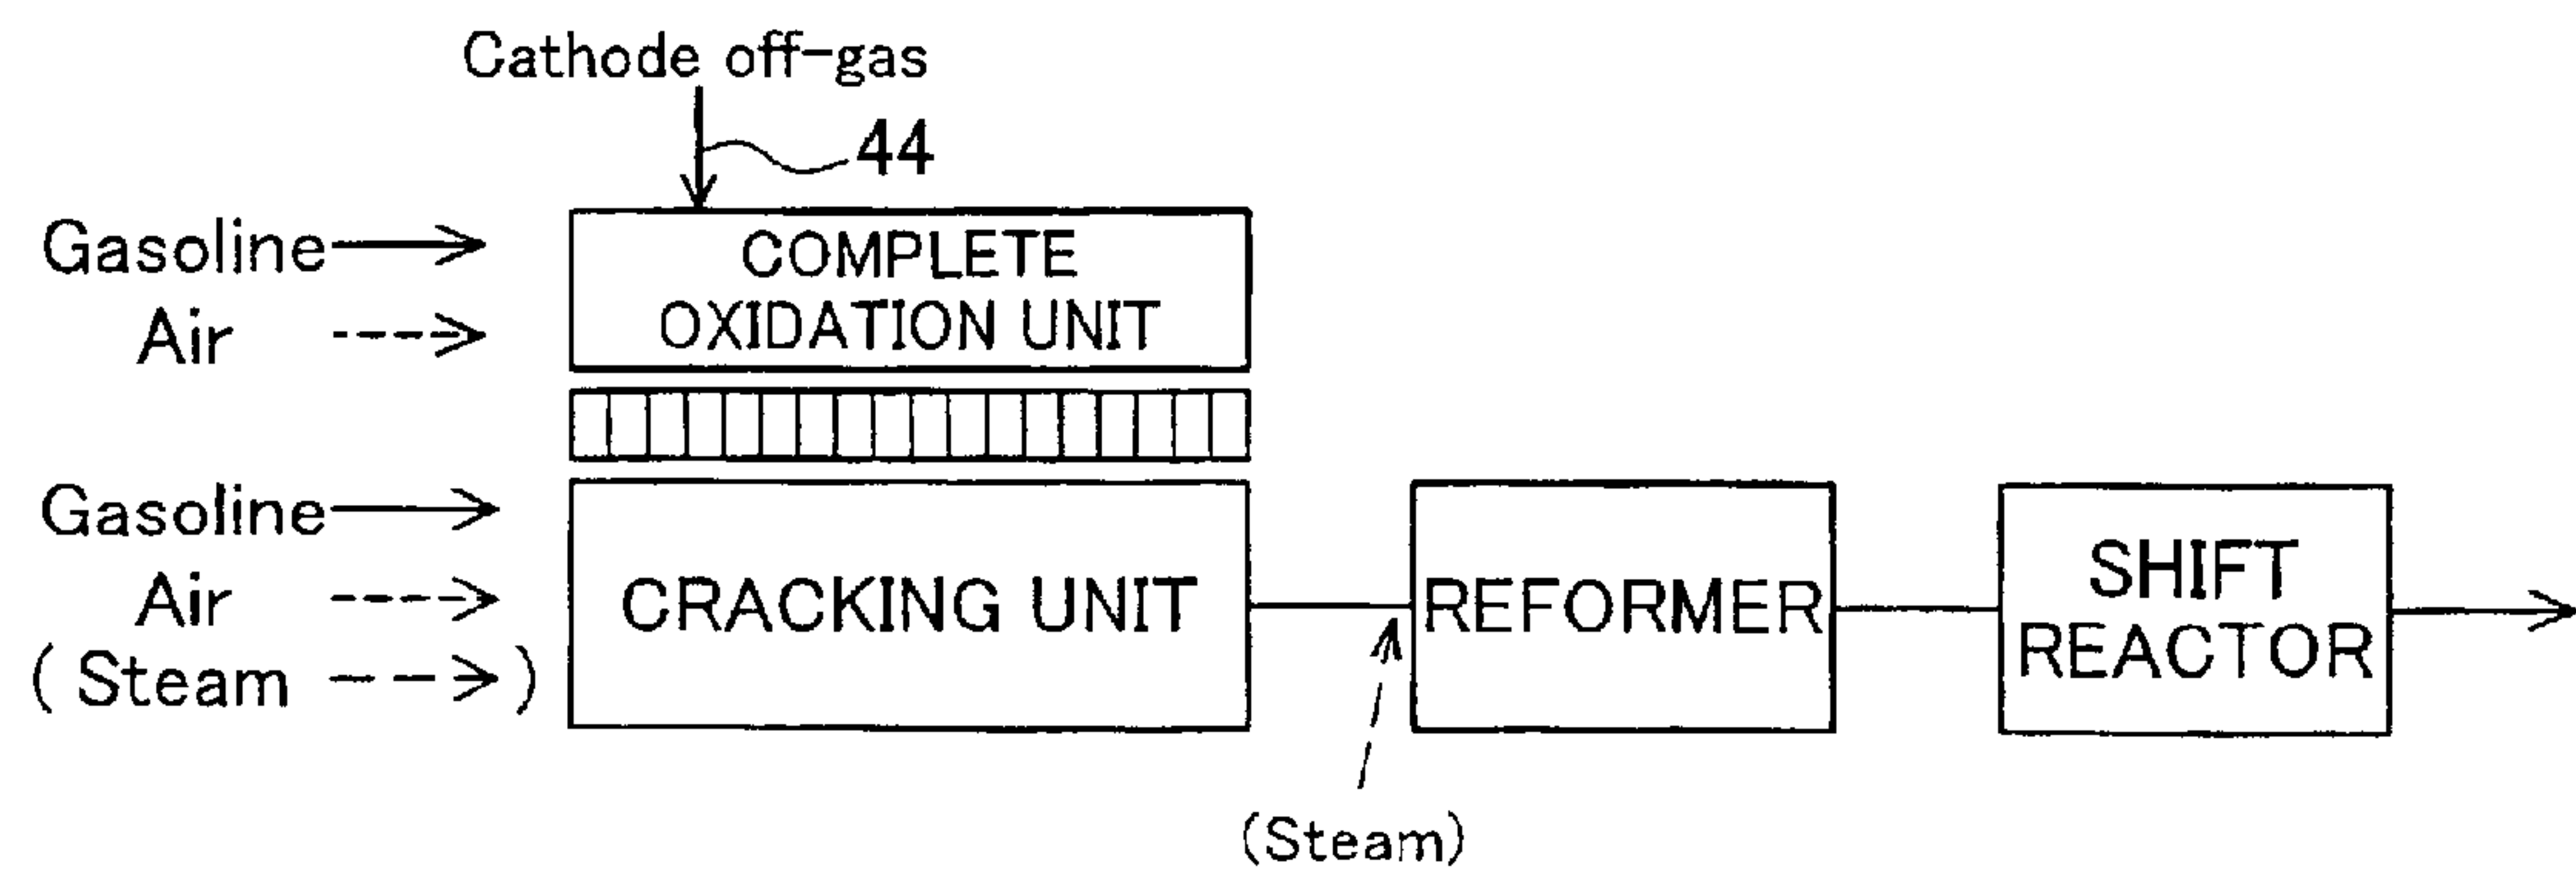 Cathode off-gas
44
Gasoline
Air
COMPLETE
OXIDATION UNIT
Gasoline
Air
(Steam )
CRACKING UNIT
REFORMER
SHIFT
REACTOR
(Steam)